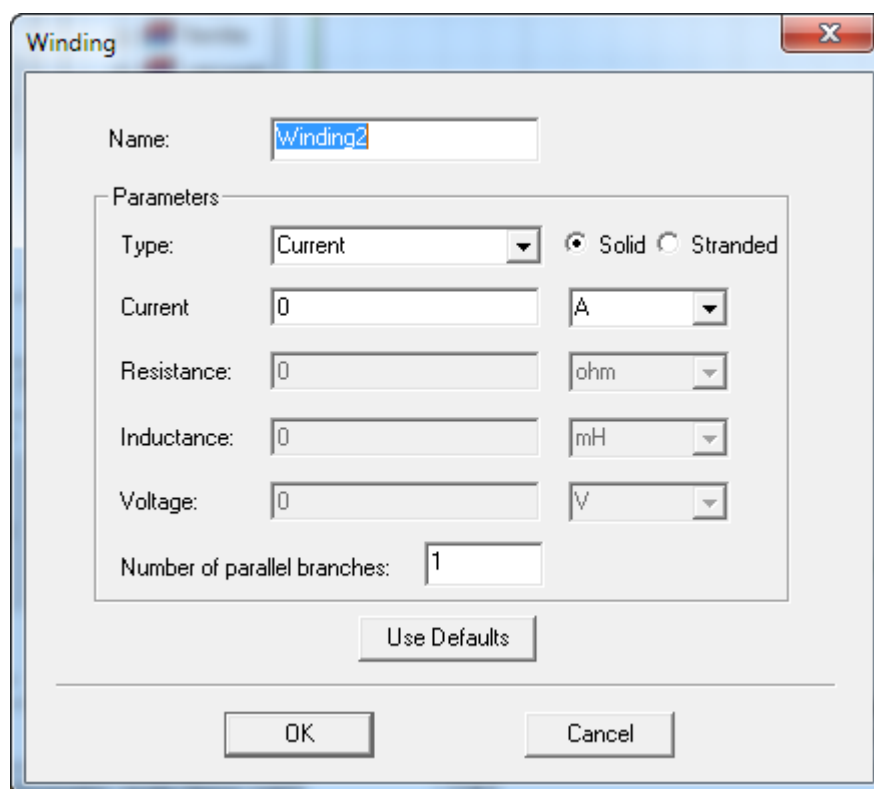 Winding
Name: Winding2
Parameters
Type: Current Solid Stranded
Current 0 A
Resistance: 0 ohm
Inductance: 0 mH
Voltage: 0 V
Number of parallel branches: 1
Use Defaults
OK Cancel